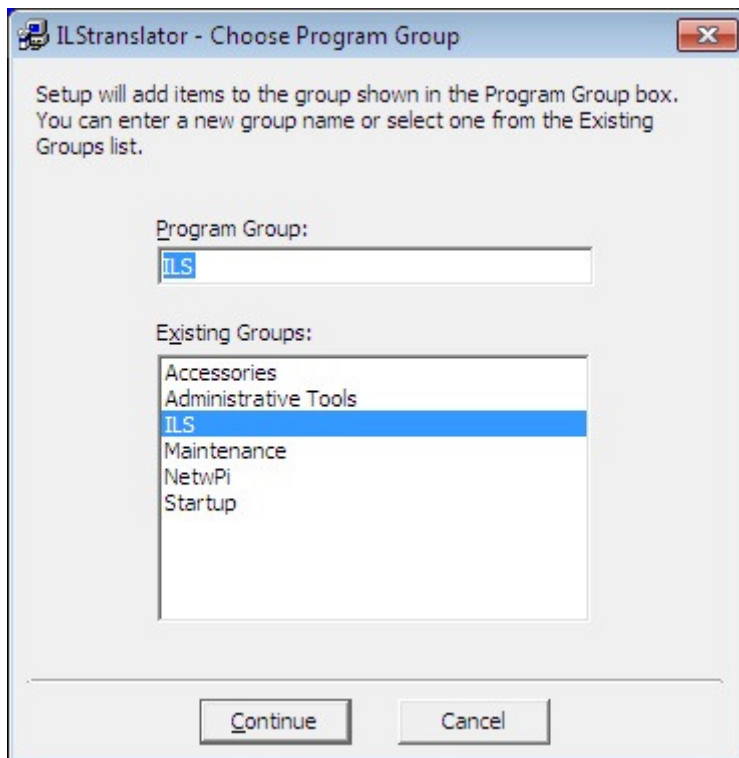 ILStranslator - Choose Program Group
Setup will add items to the group shown in the Program Group box.
You can enter a new group name or select one from the Existing
Groups list.
Program Group:
ILS
Existing Groups:
Accessories
Administrative Tools
ILS
Maintenance
NetwPi
Startup
Continue
Cancel